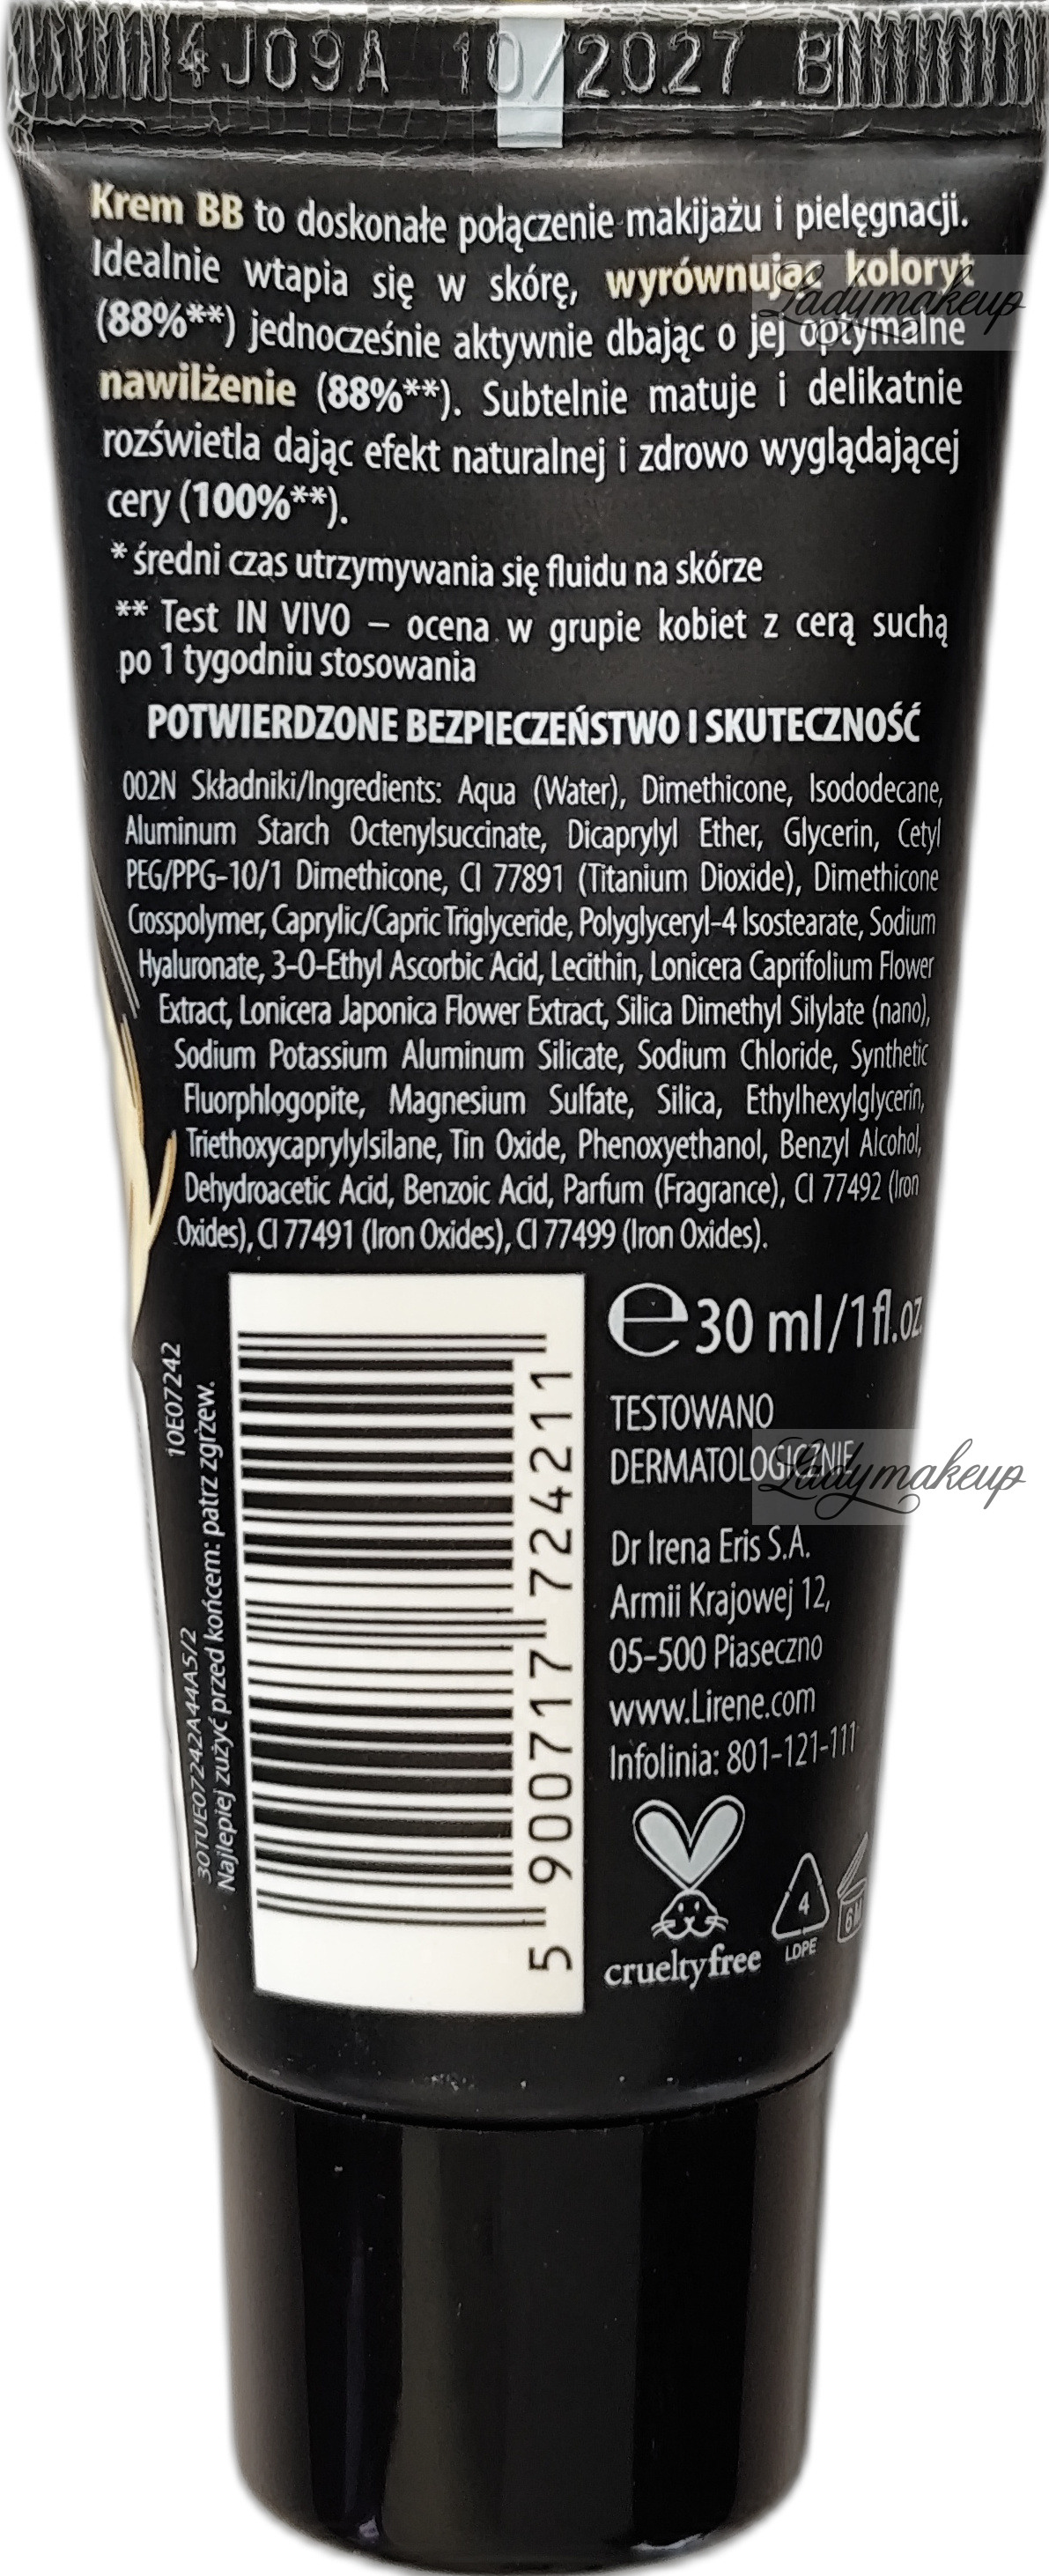 4J09A 10/2027 B
Krem BB to doskonałe połączenie makijażu i pielęgnacji.
Idealnie wtapia się w skórę, wyrównując koloryt
(88%**) jednocześnie aktywnie dbając o jej optymalne
nawilżenie (88%**). Subtelnie matuje i delikatnie
rozświetla dając efekt naturalnej i zdrowo wyglądającej
cery (100%**).
* średni czas utrzymywania się fluidu na skórze
** Test IN VIVO – ocena w grupie kobiet z cerą suchą
po 1 tygodniu stosowania
POTWIERDZONE BEZPIECZEŃSTWO I SKUTECZNOŚĆ
002N Składniki/Ingredients: Aqua (Water), Dimethicone, Isododecane,
Aluminum Starch Octenylsuccinate, Dicaprylyl Ether, Glycerin, Cetyl
PEG/PPG-10/1 Dimethicone, CI 77891 (Titanium Dioxide), Dimethicone
Crosspolymer, Caprylic/Capric Triglyceride, Polyglyceryl-4 Isostearate, Sodium
Hyaluronate, 3-O-Ethyl Ascorbic Acid, Lecithin, Lonicera Caprifolium Flower
Extract, Lonicera Japonica Flower Extract, Silica Dimethyl Silylate (nano),
Sodium Potassium Aluminum Silicate, Sodium Chloride, Synthetic
Fluorphlogopite, Magnesium Sulfate, Silica, Ethylhexylglycerin,
Triethoxycaprylylsilane, Tin Oxide, Phenoxyethanol, Benzyl Alcohol,
Dehydroacetic Acid, Benzoic Acid, Parfum (Fragrance), CI 77492 (Iron
Oxides), CI 77491 (Iron Oxides), CI 77499 (Iron Oxides).
10E07242
30TUE07242A44A5/2
Najlepiej zużyć przed końcem: patrz zgrzew.
5 900717 724211
e 30 ml/1fl.oz.
TESTOWANO
DERMATOLOGICZNIE
Dr Irena Eris S.A.
Armii Krajowej 12,
05-500 Piaseczno
www.Lirene.com
Infolinia: 801-121-111
crueltyfree
4
LDPE
6M
Ladymakeup
Ladymakeup